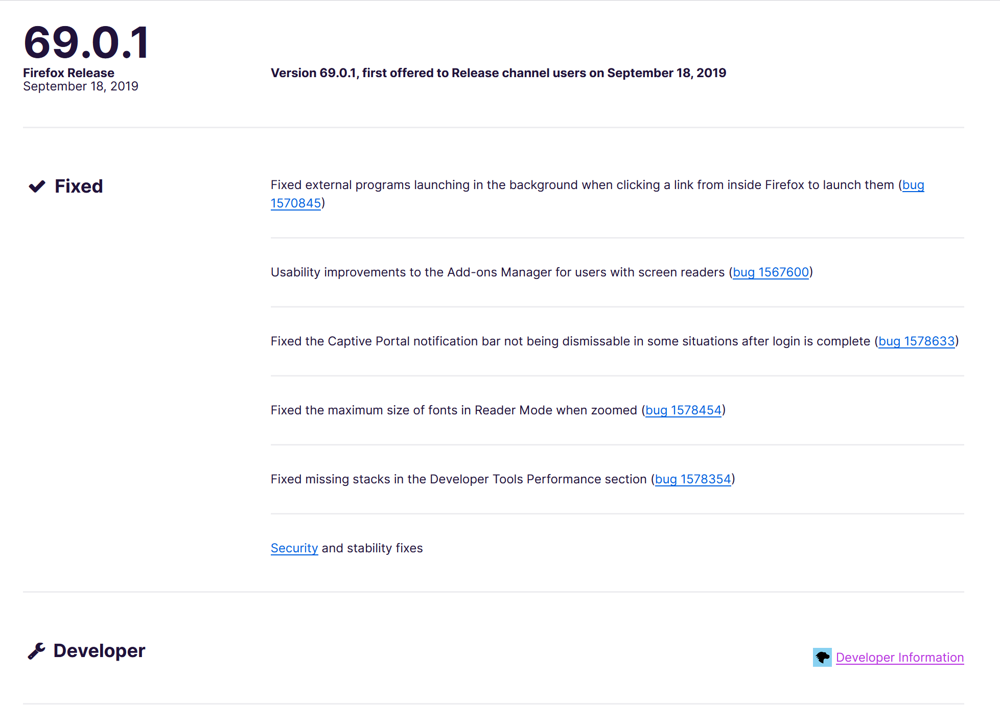 69.0.1
Firefox Release
September 18, 2019
Version 69.0.1, first offered to Release channel users on September 18, 2019
Fixed
Fixed external programs launching in the background when clicking a link from inside Firefox to launch them (bug
1570845)
Usability improvements to the Add-ons Manager for users with screen readers (bug 1567600)
Fixed the Captive Portal notification bar not being dismissable in some situations after login is complete (bug 1578633)
Fixed the maximum size of fonts in Reader Mode when zoomed (bug 1578454)
Fixed missing stacks in the Developer Tools Performance section (bug 1578354)
Security and stability fixes
Developer
Developer Information